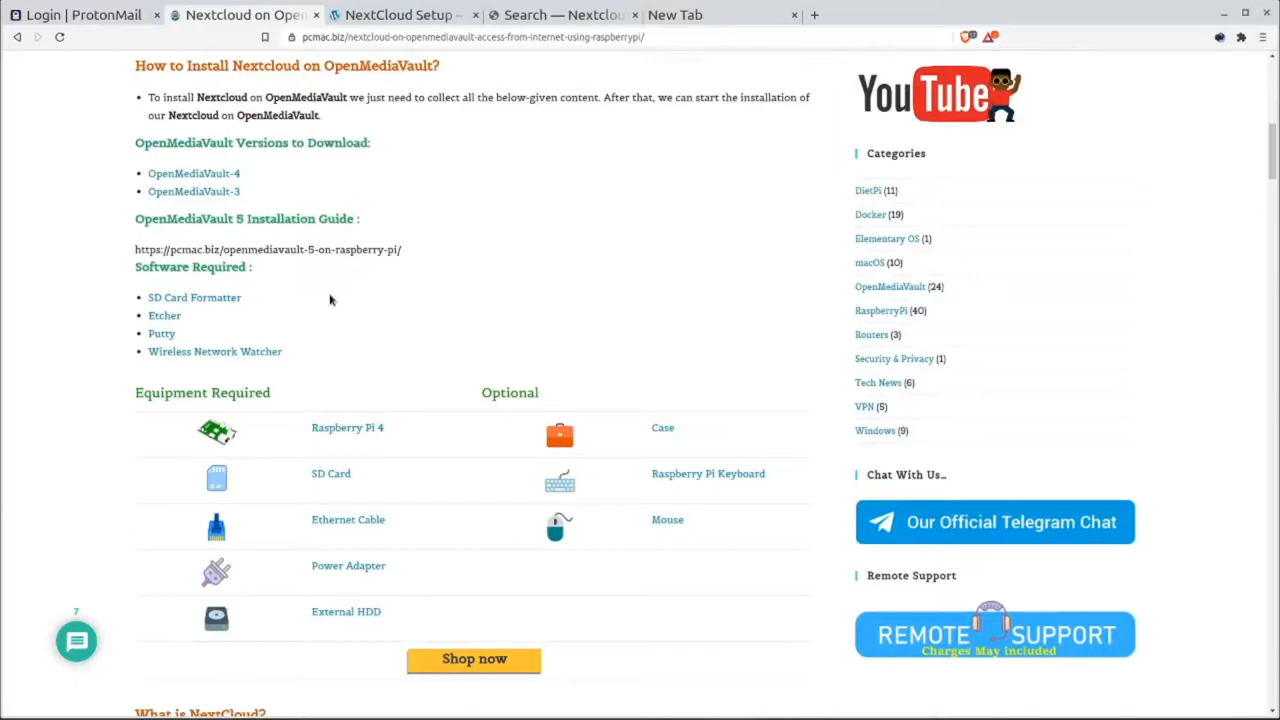 Login | ProtonMail
Nextcloud on Open
NextCloud Setup –
Search — Nextclou
New Tab
pcmac.biz/nextcloud-on-openmediavault-access-from-internet-using-raspberrypi/
How to Install Nextcloud on OpenMediaVault?
• To install Nextcloud on OpenMediaVault we just need to collect all the below-given content. After that, we can start the installation of
our Nextcloud on OpenMediaVault.
OpenMediaVault Versions to Download:
• OpenMediaVault-4
• OpenMediaVault-3
OpenMediaVault 5 Installation Guide :
https://pcmac.biz/openmediavault-5-on-raspberry-pi/
Software Required :
• SD Card Formatter
• Etcher
• Putty
• Wireless Network Watcher
Equipment Required
Optional
Raspberry Pi 4
Case
SD Card
Raspberry Pi Keyboard
Ethernet Cable
Mouse
Power Adapter
External HDD
Shop now
What is NextCloud?
7
YouTube
Categories
DietPi (11)
Docker (19)
Elementary OS (1)
macOS (10)
OpenMediaVault (24)
RaspberryPi (40)
Routers (3)
Security & Privacy (1)
Tech News (6)
VPN (5)
Windows (9)
Chat With Us...
Our Official Telegram Chat
Remote Support
REMOTE SUPPORT
Charges May included